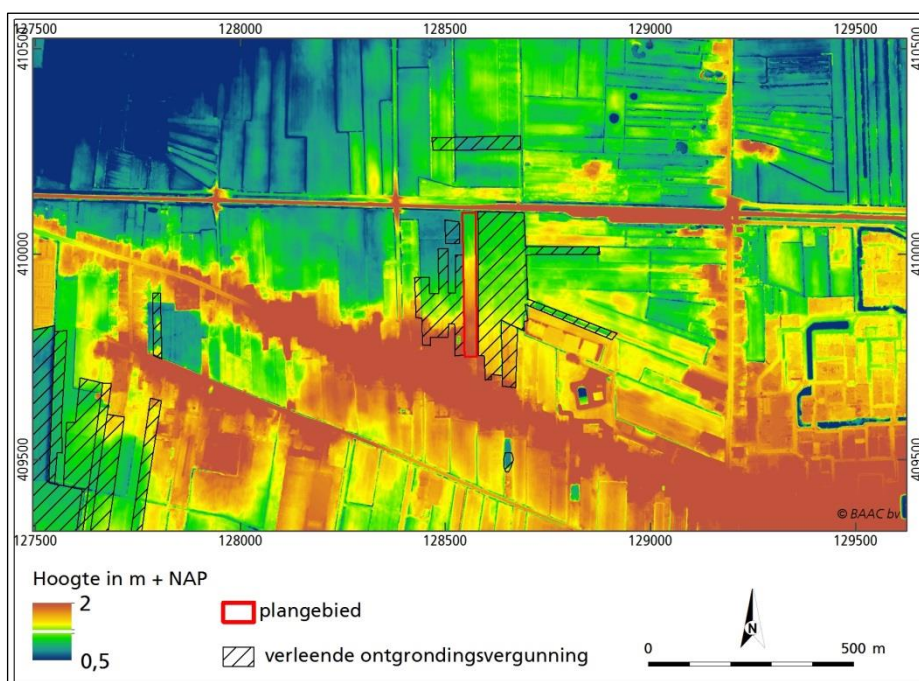 127500 128000 128500 129000 129500
410500 410500
410000 410000
409500 409500
© BAAC bv
127500 128000 128500 129000 129500
Hoogte in m + NAP
2
0,5
plangebied
verleende ontgrondingsvergunning
N
0 500 m